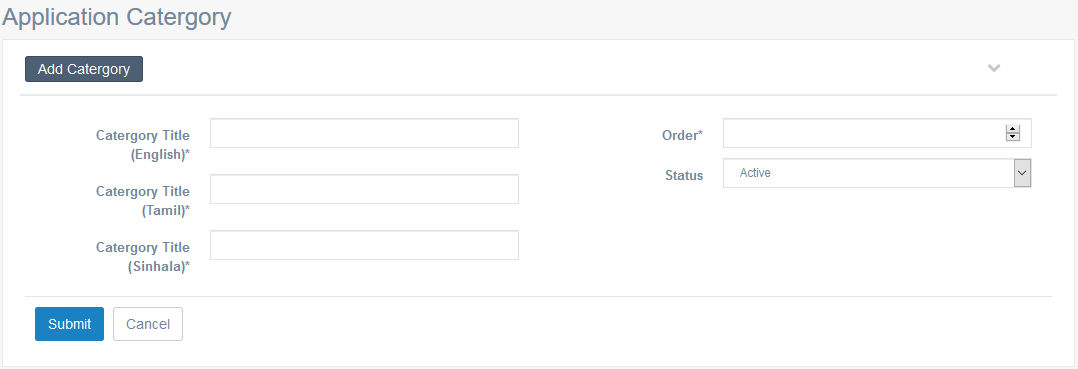 Application Catergory
Add Catergory
Catergory Title
(English)*
Catergory Title
(Tamil)*
Catergory Title
(Sinhala)*
Order*
Status
Active
Submit
Cancel